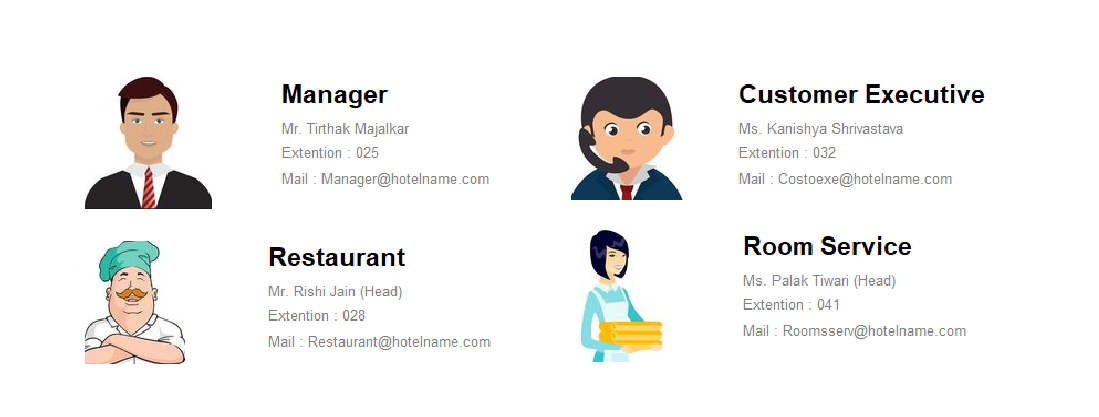 Manager
Mr. Tirthak Majalkar
Extention : 025
Mail : Manager@hotelname.com
Customer Executive
Ms. Kanishya Shrivastava
Extention : 032
Mail : Costoexe@hotelname.com
Restaurant
Mr. Rishi Jain (Head)
Extention : 028
Mail : Restaurant@hotelname.com
Room Service
Ms. Palak Tiwari (Head)
Extention : 041
Mail : Roomsserv@hotelname.com